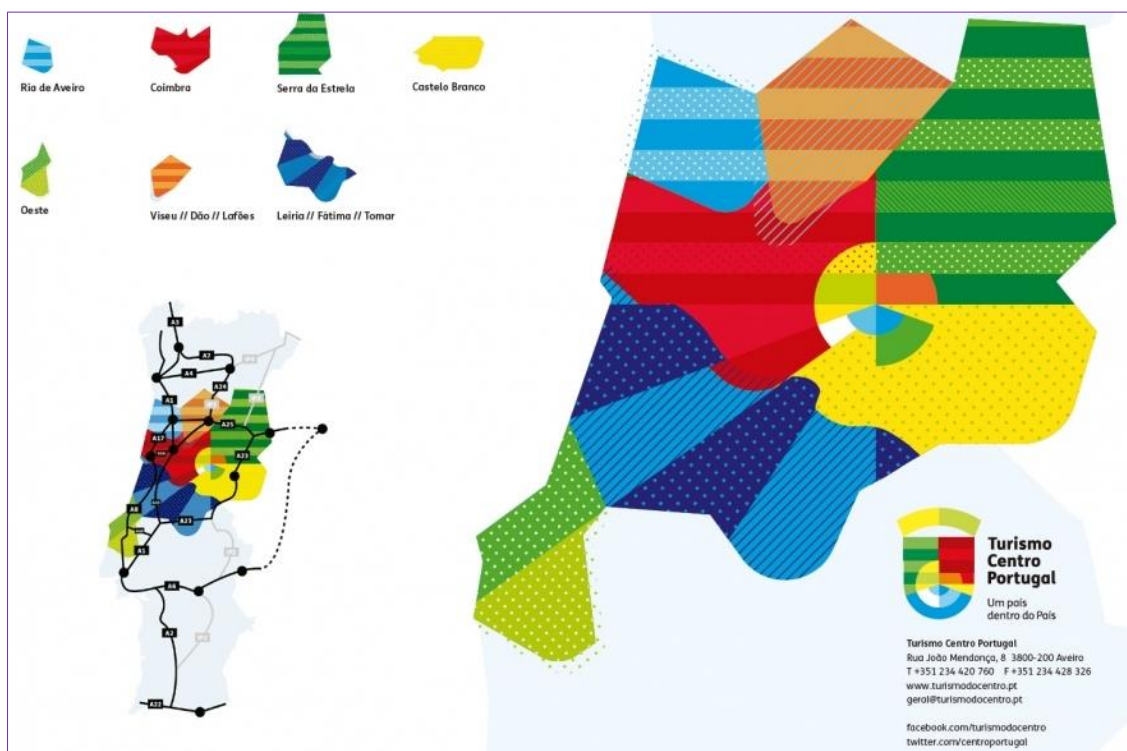 Ria de Aveiro
Coimbra
Serra da Estrela
Castelo Branco
Oeste
Viseu // Dão // Lafões
Leiria // Fátima // Tomar
A3
A7
A4
A24
A1
A25
A17
A23
A8
A23
A1
A6
A2
A22
Turismo
Centro
Portugal
Um país
dentro do País
Turismo Centro Portugal
Rua João Mendonça, 8 3800-200 Aveiro
T +351 234 420 760 F +351 234 428 326
www.turismodocentro.pt
geral@turismodocentro.pt
facebook.com/turismodocentro
twitter.com/centroportugal